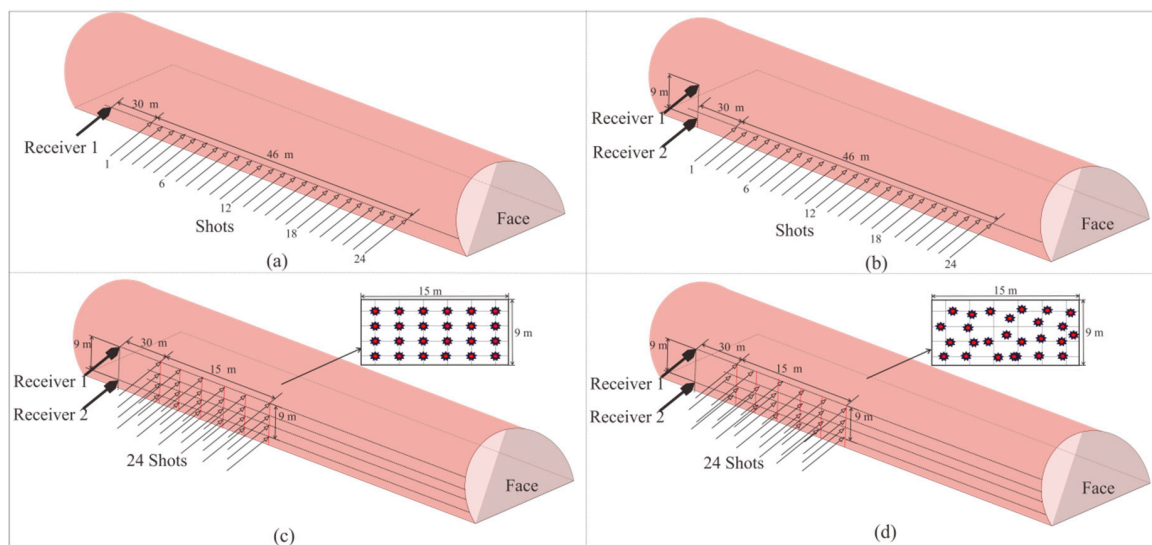 30 m
Receiver 1
46 m
1
6
12
Shots
18
24
Face
(a)
9 m
30 m
Receiver 1
Receiver 2
46 m
1
6
12
Shots
18
24
Face
(b)
15 m
9 m
9 m
30 m
15 m
Receiver 1
Receiver 2
9 m
24 Shots
Face
(c)
15 m
9 m
9 m
30 m
15 m
Receiver 1
Receiver 2
9 m
24 Shots
Face
(d)